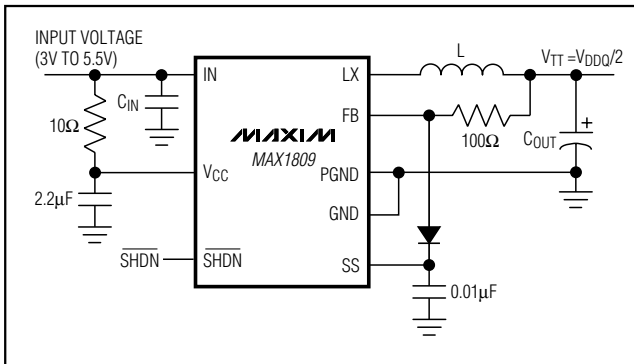 INPUT VOLTAGE
(3V TO 5.5V)
IN
LX
L
VTT =VDDQ/2
CIN
10Ω
FB
100Ω
COUT
+
MAXIM
MAX1809
VCC
PGND
2.2µF
GND
SHDN
SHDN
SS
0.01µF